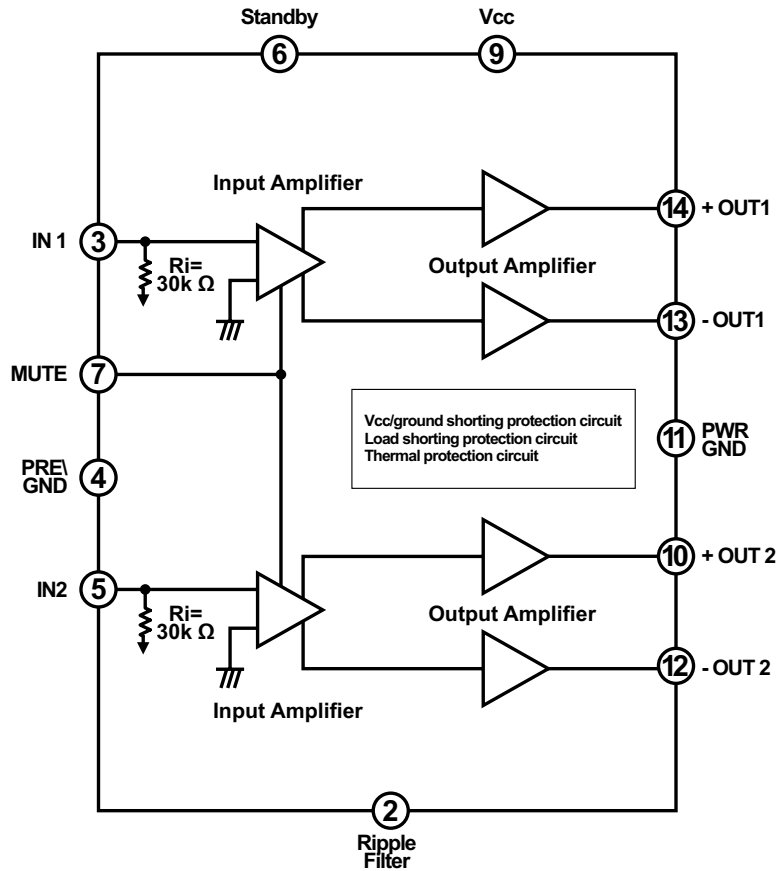 Standby
6
Vcc
9
Input Amplifier
IN 1
3
Ri=
30k Ω
14
+ OUT1
Output Amplifier
13
- OUT1
MUTE
7
Vcc/ground shorting protection circuit
Load shorting protection circuit
Thermal protection circuit
11
PWR
GND
PRE\
GND
4
10
+ OUT 2
IN2
5
Ri=
30k Ω
Output Amplifier
12
- OUT 2
Input Amplifier
2
Ripple
Filter